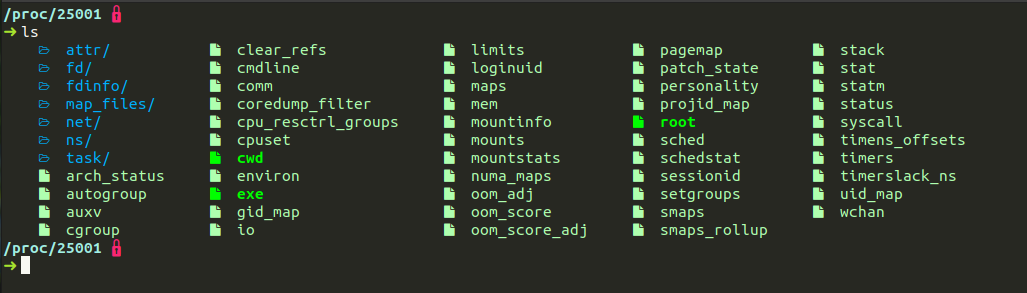 /proc/25001
→ ls
attr/ clear_refs limits pagemap stack
fd/ cmdline loginuid patch_state stat
fdinfo/ comm maps personality statm
map_files/ coredump_filter mem projid_map status
net/ cpu_resctrl_groups mountinfo root syscall
ns/ cpuset mounts sched timens_offsets
task/ cwd mountstats schedstat timers
arch_status environ numa_maps sessionid timerslack_ns
autogroup exe oom_adj setgroups uid_map
auxv gid_map oom_score smaps wchan
cgroup io oom_score_adj smaps_rollup
/proc/25001
→